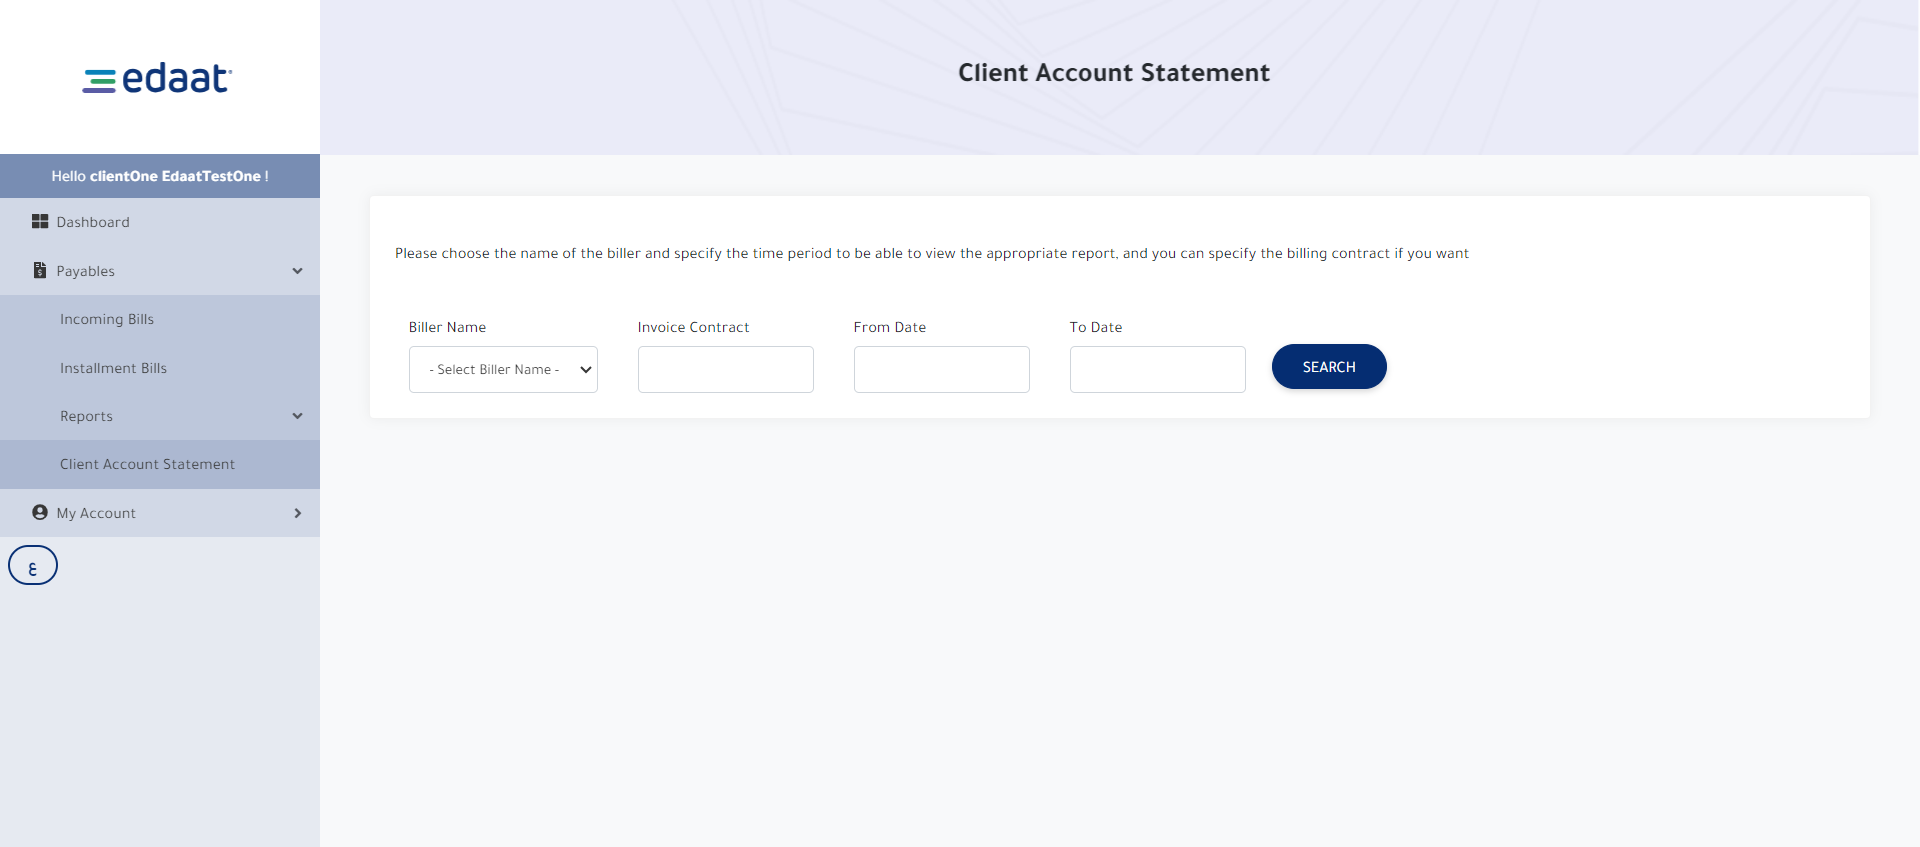 edaat
Client Account Statement
Hello clientOne EdaatTestOne !
Dashboard
Payables
Incoming Bills
Installment Bills
Reports
Client Account Statement
My Account
ع
Please choose the name of the biller and specify the time period to be able to view the appropriate report, and you can specify the billing contract if you want
Biller Name
Invoice Contract
From Date
To Date
- Select Biller Name -
SEARCH